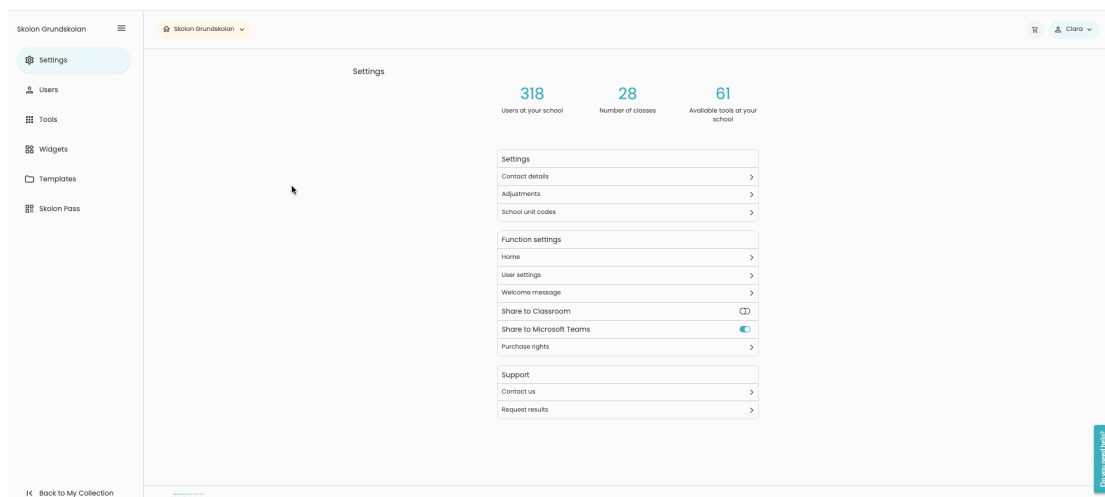 Skolon Grundskolan
Settings
Users
Tools
Widgets
Templates
Skolon Pass
Back to My Collection
Skolon Grundskolan
Clara
Settings
318
Users at your school
28
Number of classes
61
Available tools at your
school
Settings
Contact details
Adjustments
School unit codes
Function settings
Home
User settings
Welcome message
Share to Classroom
Share to Microsoft Teams
Purchase rights
Support
Contact us
Request results
Do you need help?